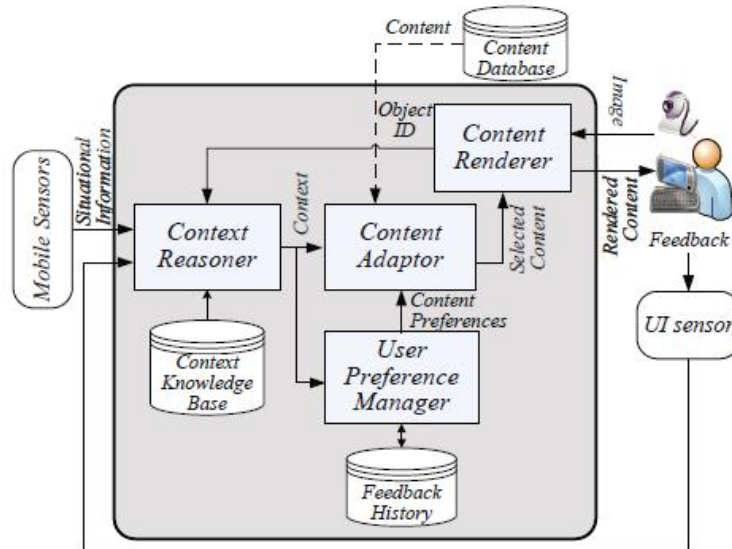 Content
Content
Database
Image
Object
ID
Content
Renderer
Mobile Sensors
Situational
Information
Context
Reasoner
Context
Content
Adaptor
Selected
Content
Rendered
Content
Feedback
Content
Preferences
UI sensor
Context
Knowledge
Base
User
Preference
Manager
Feedback
History